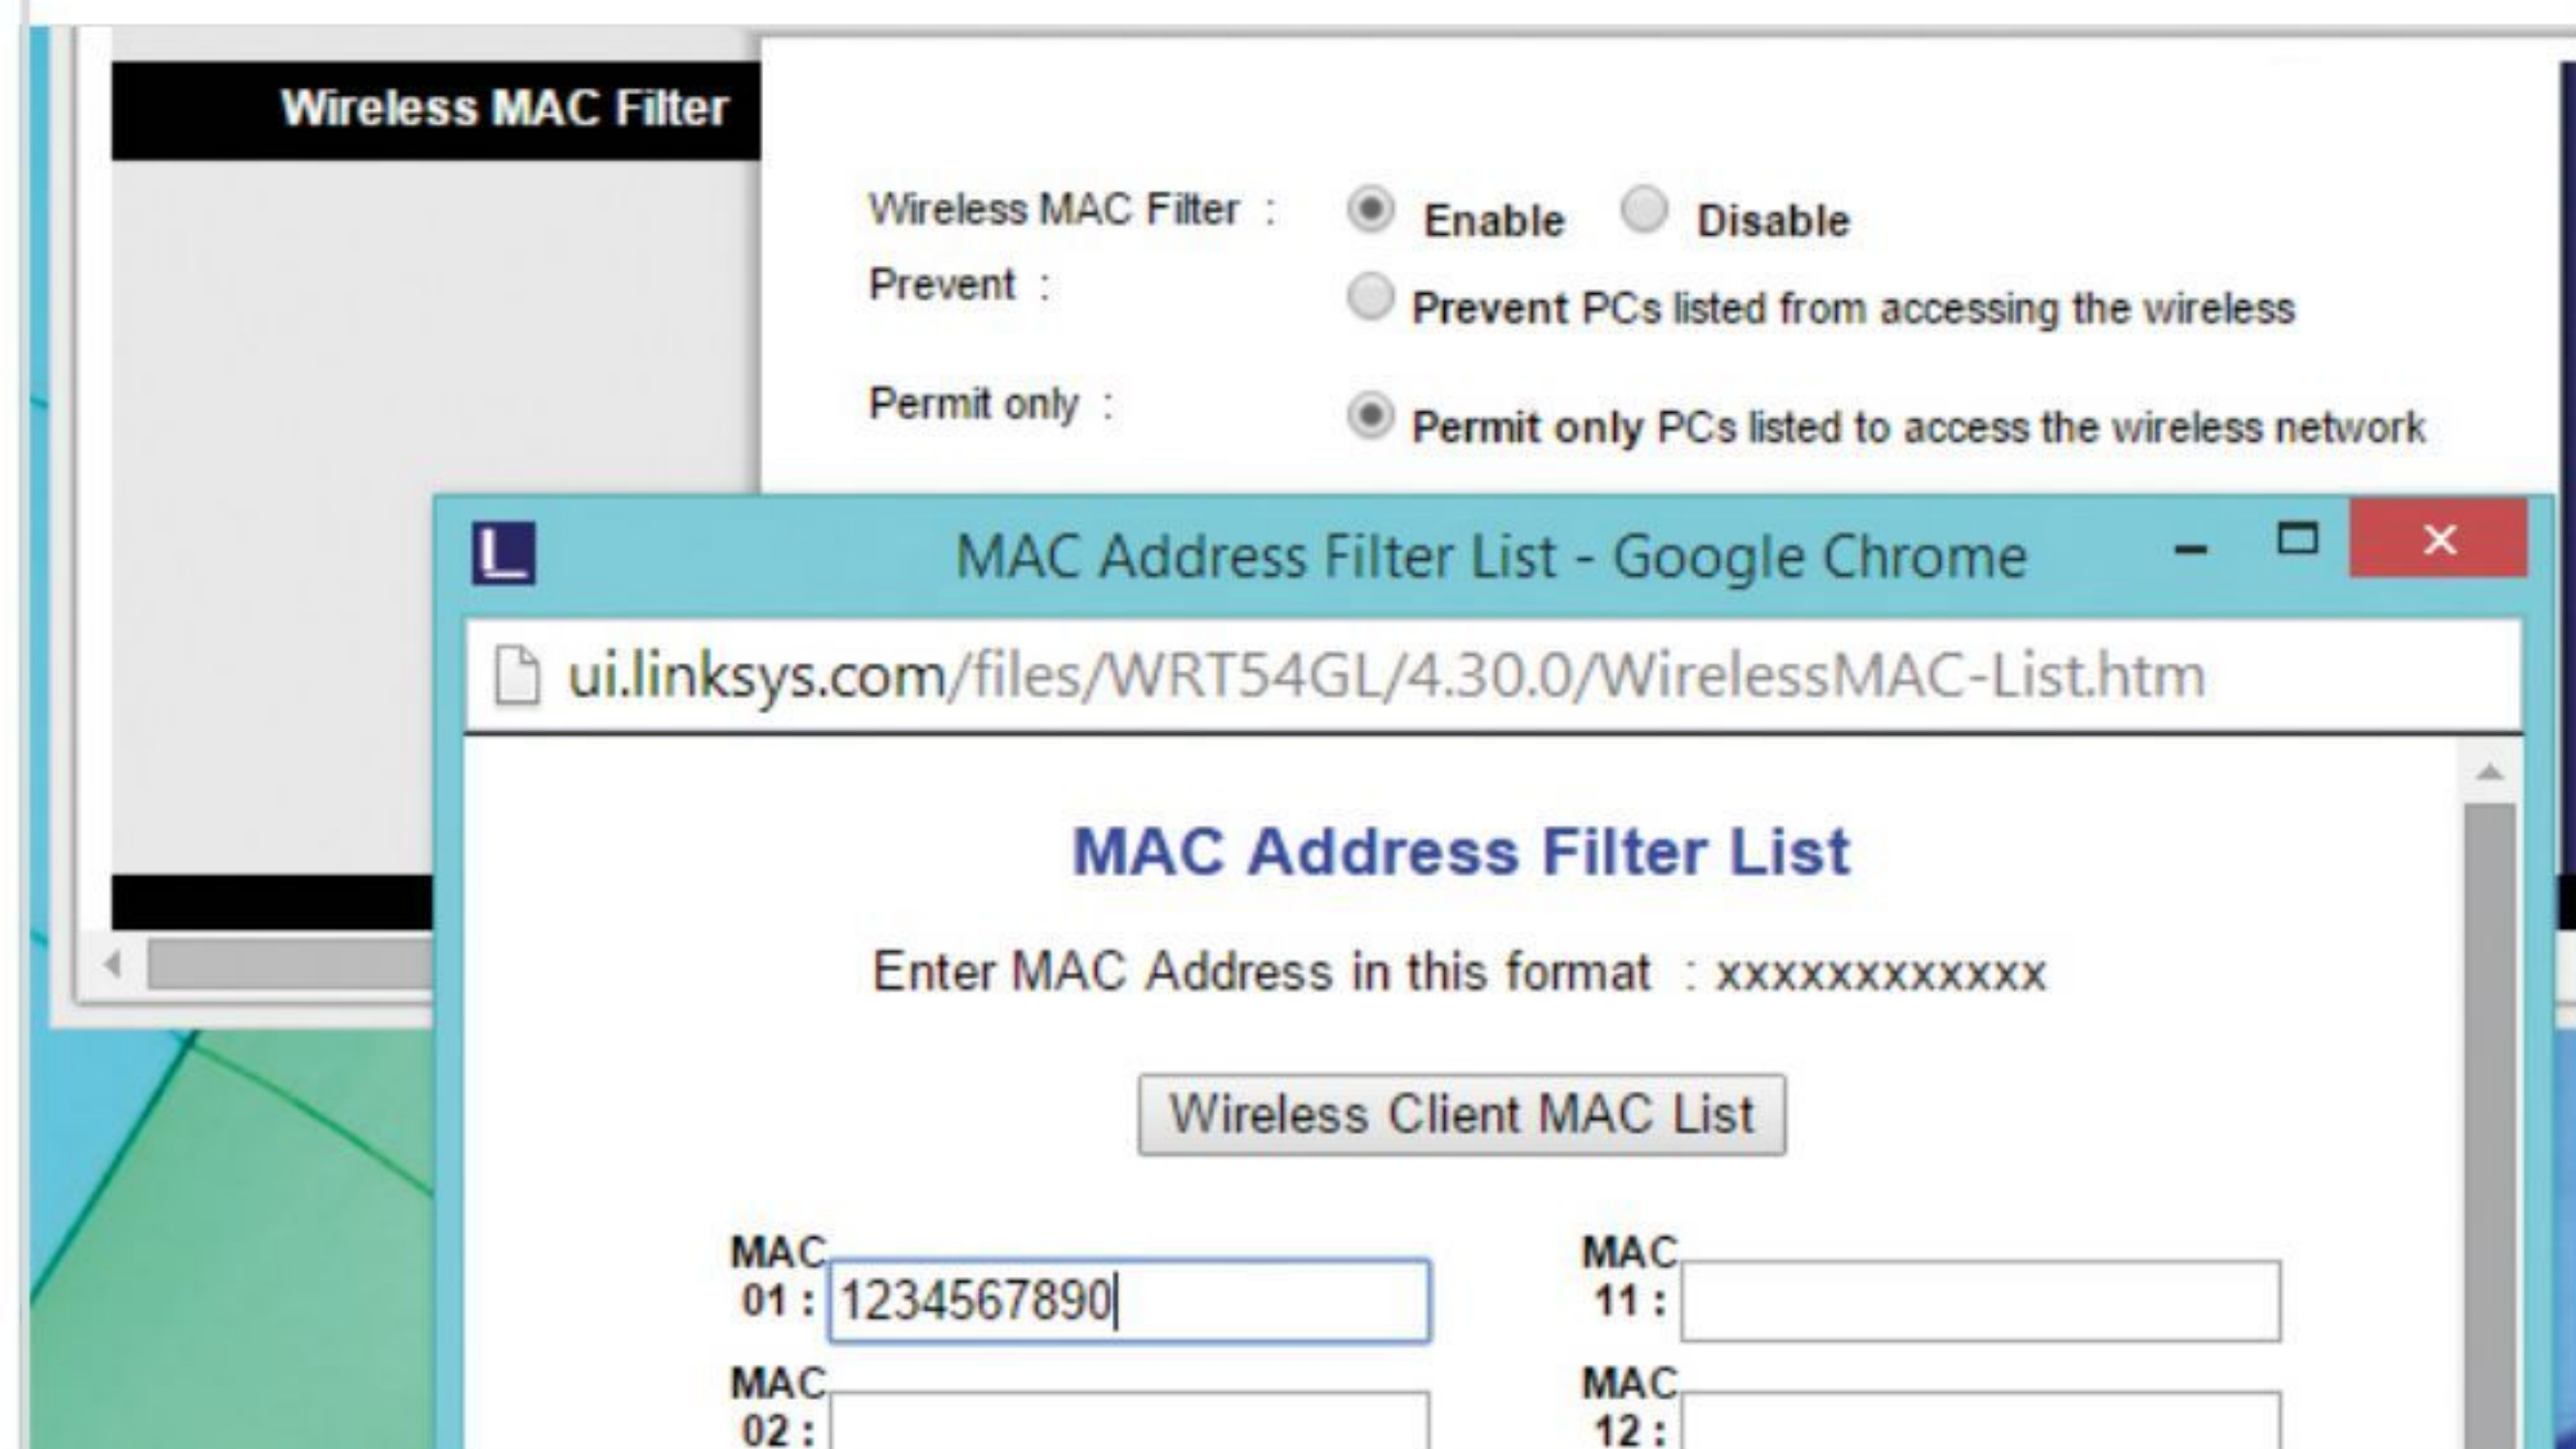 Wireless MAC Filter
Wireless MAC Filter : Enable Disable
Prevent : Prevent PCs listed from accessing the wireless
Permit only : Permit only PCs listed to access the wireless network
MAC Address Filter List - Google Chrome
ui.linksys.com/files/WRT54GL/4.30.0/WirelessMAC-List.htm
MAC Address Filter List
Enter MAC Address in this format : xxxxxxxxxxxx
Wireless Client MAC List
MAC 01 : 1234567890
MAC 11 :
MAC 02 :
MAC 12 :